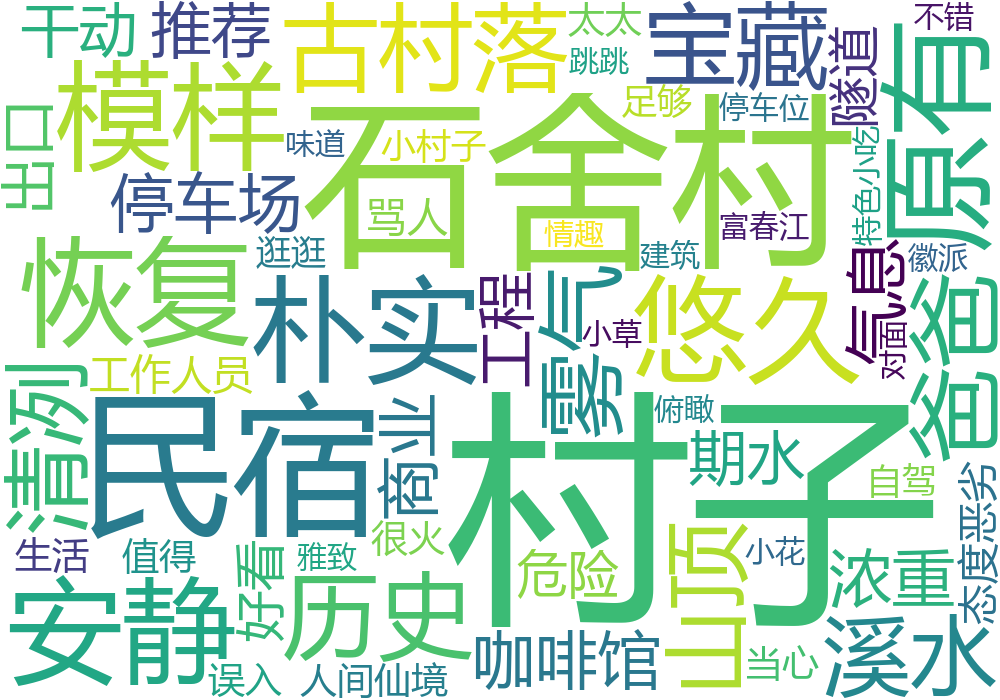 干动
推荐
古村落
太太
跳跳
宝藏
不错
隧道
原有
模样
出口
停车场
味道
小村子
石舍村
足够
停车位
特色小吃
骂人
情趣
富春江
恢复
逛逛
建筑
徽派
气息
对面
朴实
工程
雾气
小草
悠久
爸爸
工作人员
清冽
民宿
商业
村子
俯瞰
期水
自驾
态度恶劣
生活
值得
好看
雅致
很火
危险
山顶
小花
浓重
安静
历史
咖啡馆
当心
溪水
误入
人间仙境